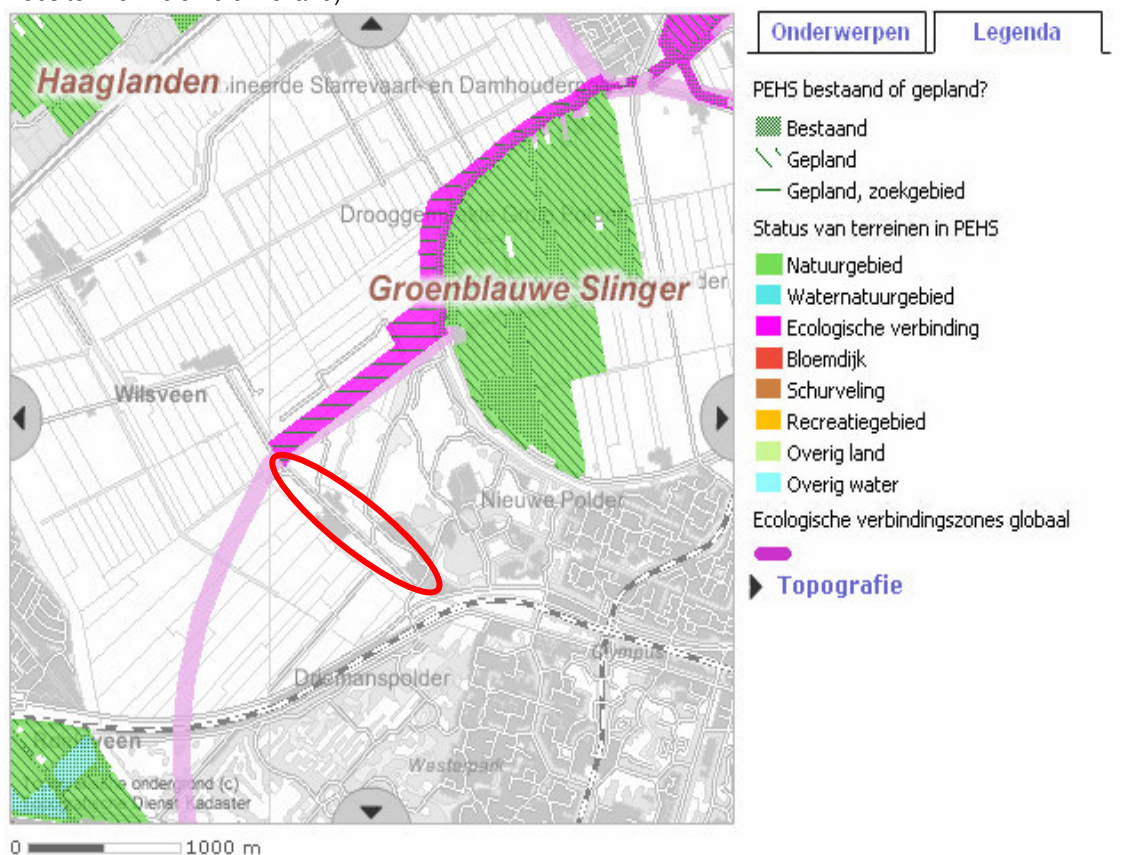 Onderwerpen
Legenda
Haaglanden
ineerde Starrevaart- en Damhouder
PEHS bestaand of gepland?
Bestaand
Gepland
Gepland, zoekgebied
Status van terreinen in PEHS
Natuurgebied
Waternatuurgebied
Ecologische verbinding
Bloemdijk
Schurveling
Recreatiegebied
Overig land
Overig water
Ecologische verbindingszones globaal
Topografie
Groenblauwe Slinger
Wilsveen
Nieuwe Polder
Olympus
Driemanspolder
veen
Westerpark
ondergrond (c)
Dienst Kadaster
0 1000 m